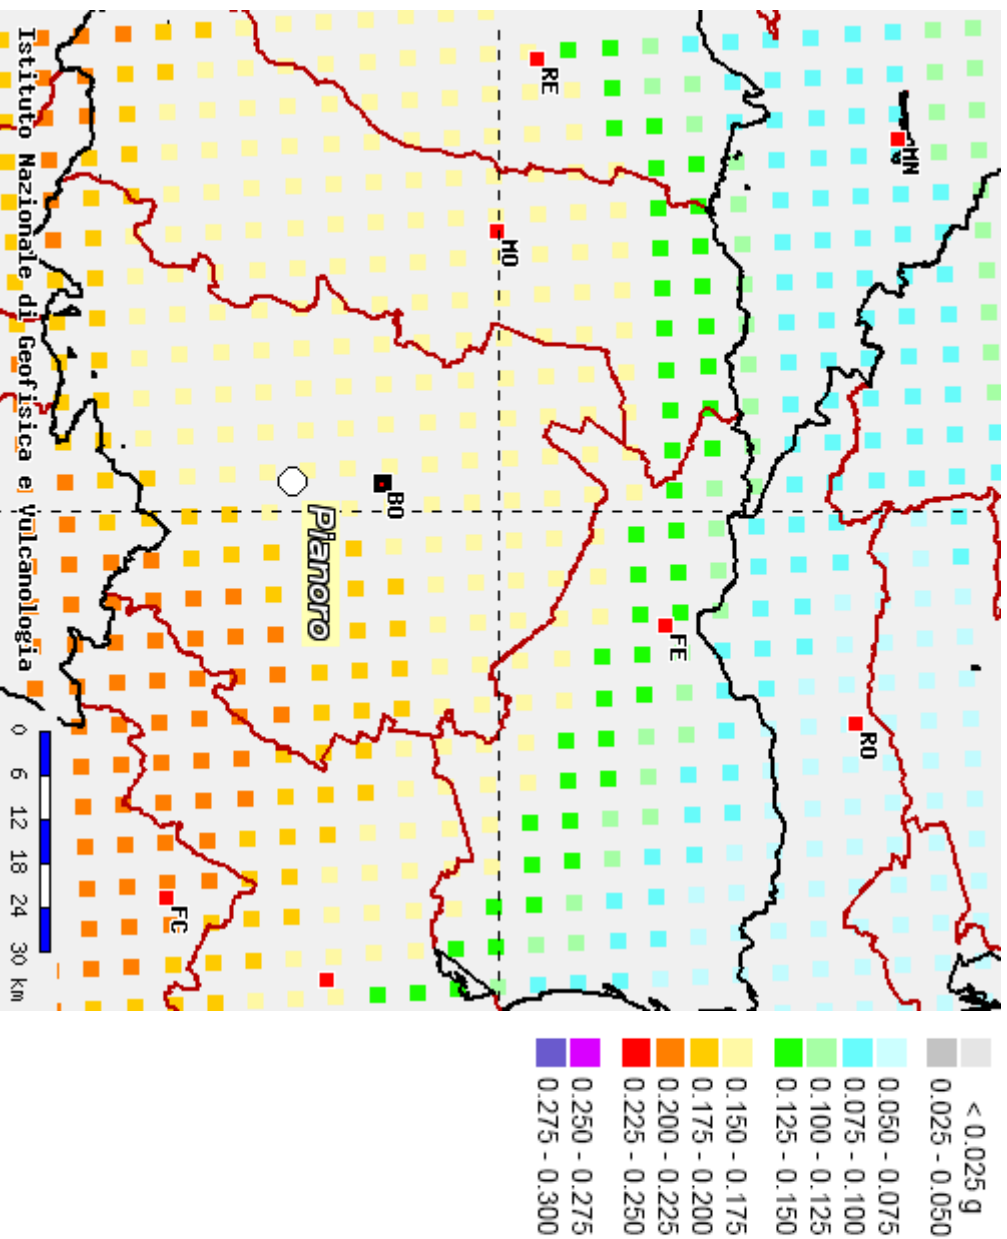 MN
RO
RE
MO
FE
BO
Pianoro
FC
Istituto Nazionale di Geofisica e Vulcanologia
0 6 12 18 24 30 km
< 0.025 g
0.025 - 0.050
0.050 - 0.075
0.075 - 0.100
0.100 - 0.125
0.125 - 0.150
0.150 - 0.175
0.175 - 0.200
0.200 - 0.225
0.225 - 0.250
0.250 - 0.275
0.275 - 0.300